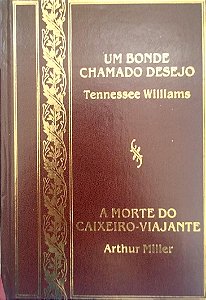 UM BONDE
CHAMADO DESEJO
Tennessee Williams
A MORTE DO
CAIXEIRO-VIAJANTE
Arthur Miller